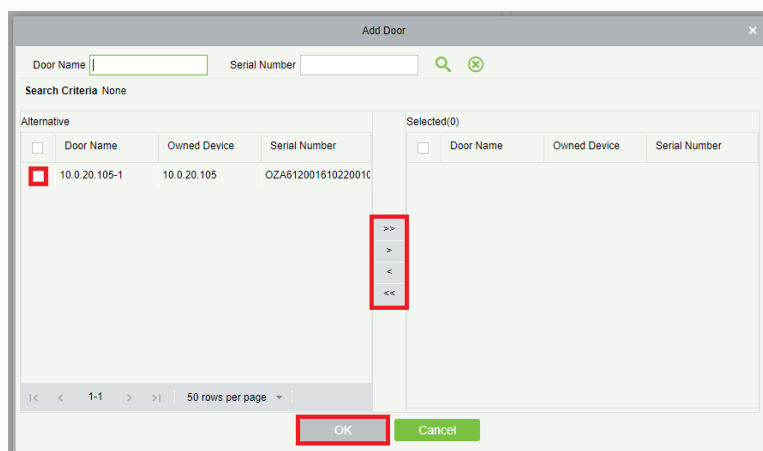 Add Door
Door Name Serial Number
Search Criteria None
Alternative
Door Name Owned Device Serial Number
10.0.20.105-1 10.0.20.105 OZA612001610220010
>>
>
<
<<
Selected(0)
Door Name Owned Device Serial Number
|< < 1-1 > >| 50 rows per page
OK Cancel